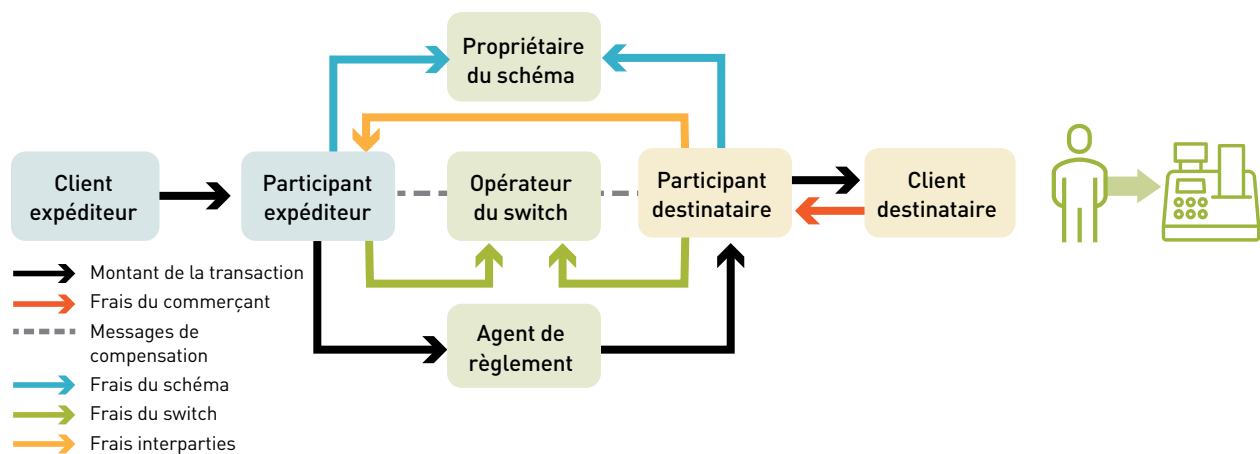 Propriétaire
du schéma
Client
expéditeur
Participant
expéditeur
Opérateur
du switch
Participant
destinataire
Client
destinataire
Agent de
règlement
Montant de la transaction
Frais du commerçant
Messages de
compensation
Frais du schéma
Frais du switch
Frais interparties